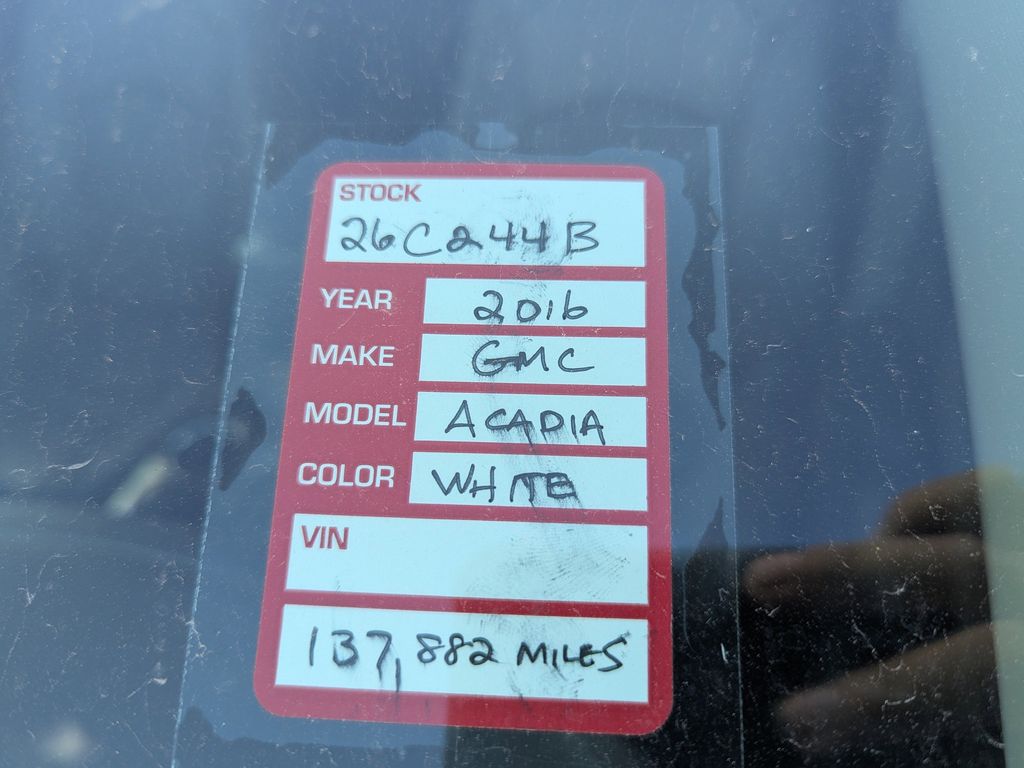 STOCK
26C244B
YEAR 2016
MAKE GMC
MODEL ACADIA
COLOR WHITE
VIN
137,882 MILES